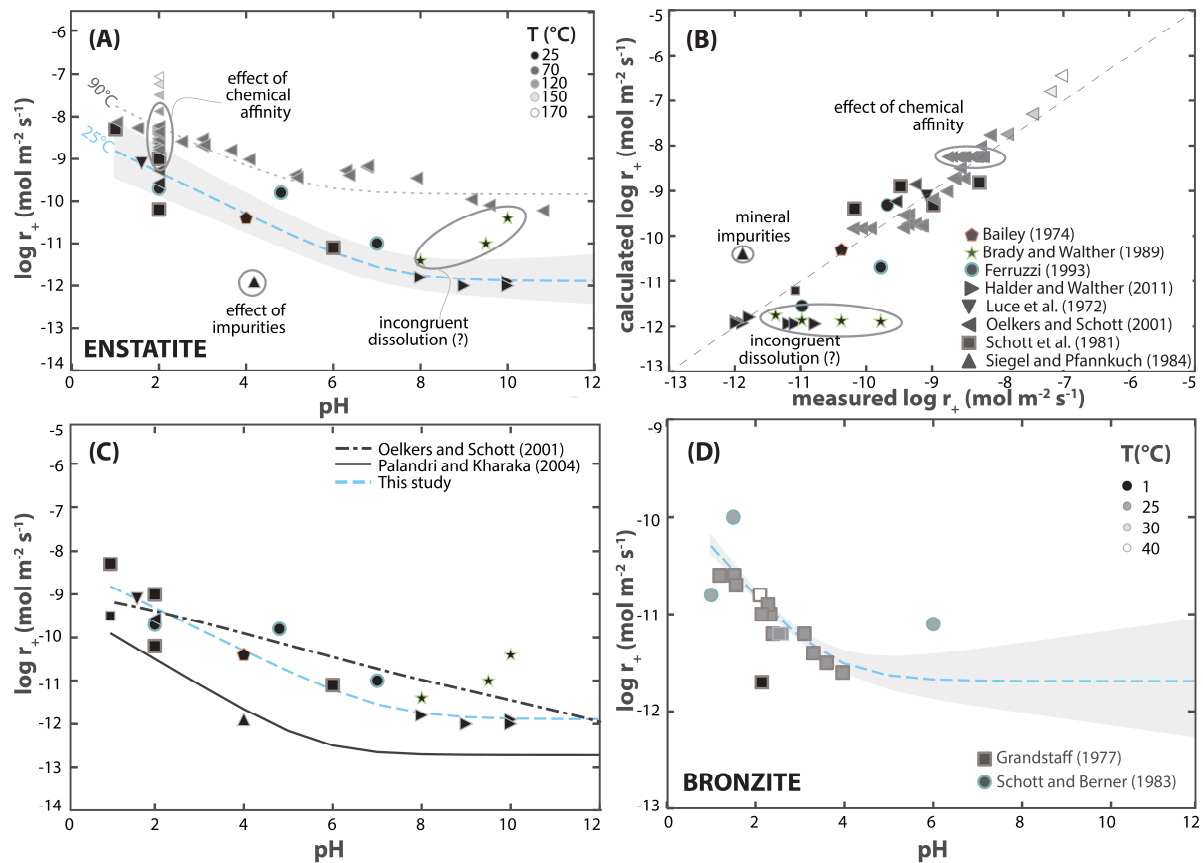 (A)
T (°C)
25
70
120
150
170
effect of
chemical
affinity
90°C
25°C
effect of
impurities
incongruent
dissolution (?)
ENSTATITE
-6
-7
-8
-9
-10
-11
-12
-13
-14
0 2 4 6 8 10 12
log r+ (mol m-2 s-1)
pH
(B)
effect of chemical
affinity
mineral
impurities
incongruent
dissolution (?)
Bailey (1974)
Brady and Walther (1989)
Ferruzzi (1993)
Halder and Walther (2011)
Luce et al. (1972)
Oelkers and Schott (2001)
Schott et al. (1981)
Siegel and Pfannkuch (1984)
-5
-6
-7
-8
-9
-10
-11
-12
-13
-13 -12 -11 -10 -9 -8 -7 -6 -5
calculated log r+ (mol m-2 s-1)
measured log r+ (mol m-2 s-1)
(C)
Oelkers and Schott (2001)
Palandri and Kharaka (2004)
This study
-5
-6
-7
-8
-9
-10
-11
-12
-13
-14
0 2 4 6 8 10 12
log r+ (mol m-2 s-1)
pH
(D)
T(°C)
1
25
30
40
Grandstaff (1977)
Schott and Berner (1983)
BRONZITE
-9
-10
-11
-12
-13
0 2 4 6 8 10 12
log r+ (mol m-2 s-1)
pH